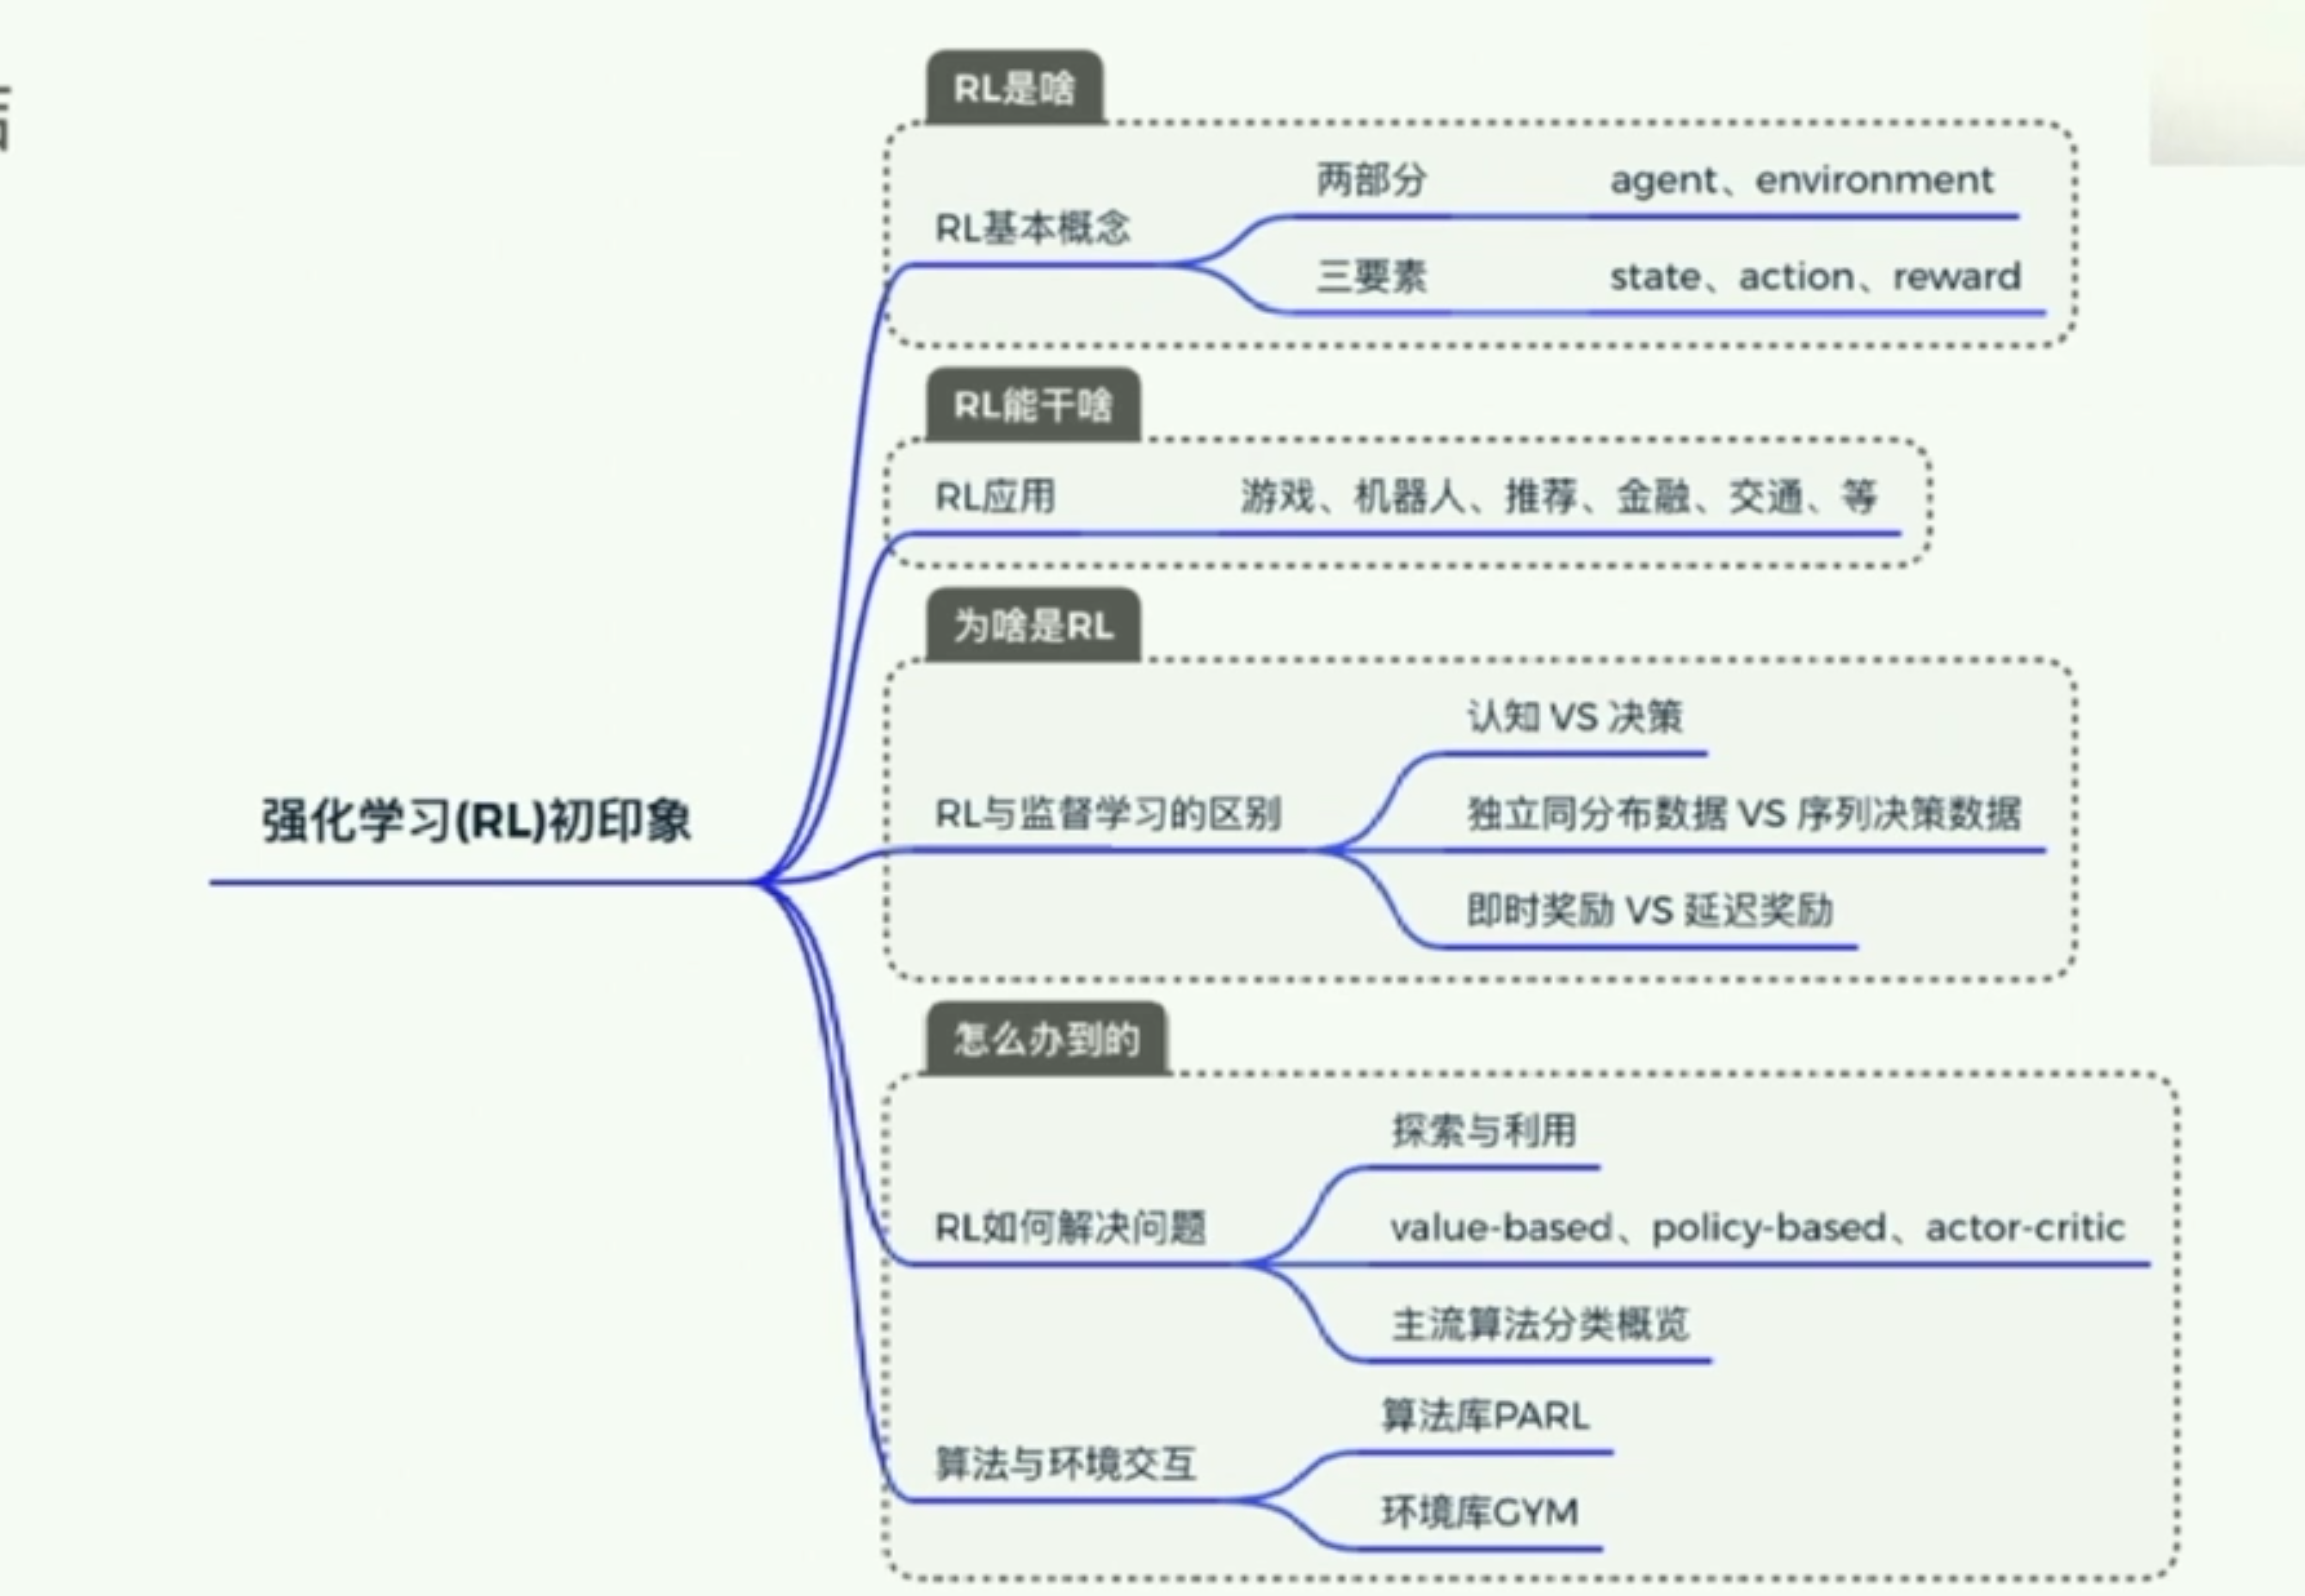 RL是啥
两部分 agent、environment
RL基本概念
三要素 state、action、reward
RL能干啥
RL应用 游戏、机器人、推荐、金融、交通、等
为啥是RL
认知 VS 决策
强化学习(RL)初印象
RL与监督学习的区别 独立同分布数据 VS 序列决策数据
即时奖励 VS 延迟奖励
怎么办到的
探索与利用
RL如何解决问题 value-based、policy-based、actor-critic
主流算法分类概览
算法库PARL
算法与环境交互
环境库GYM